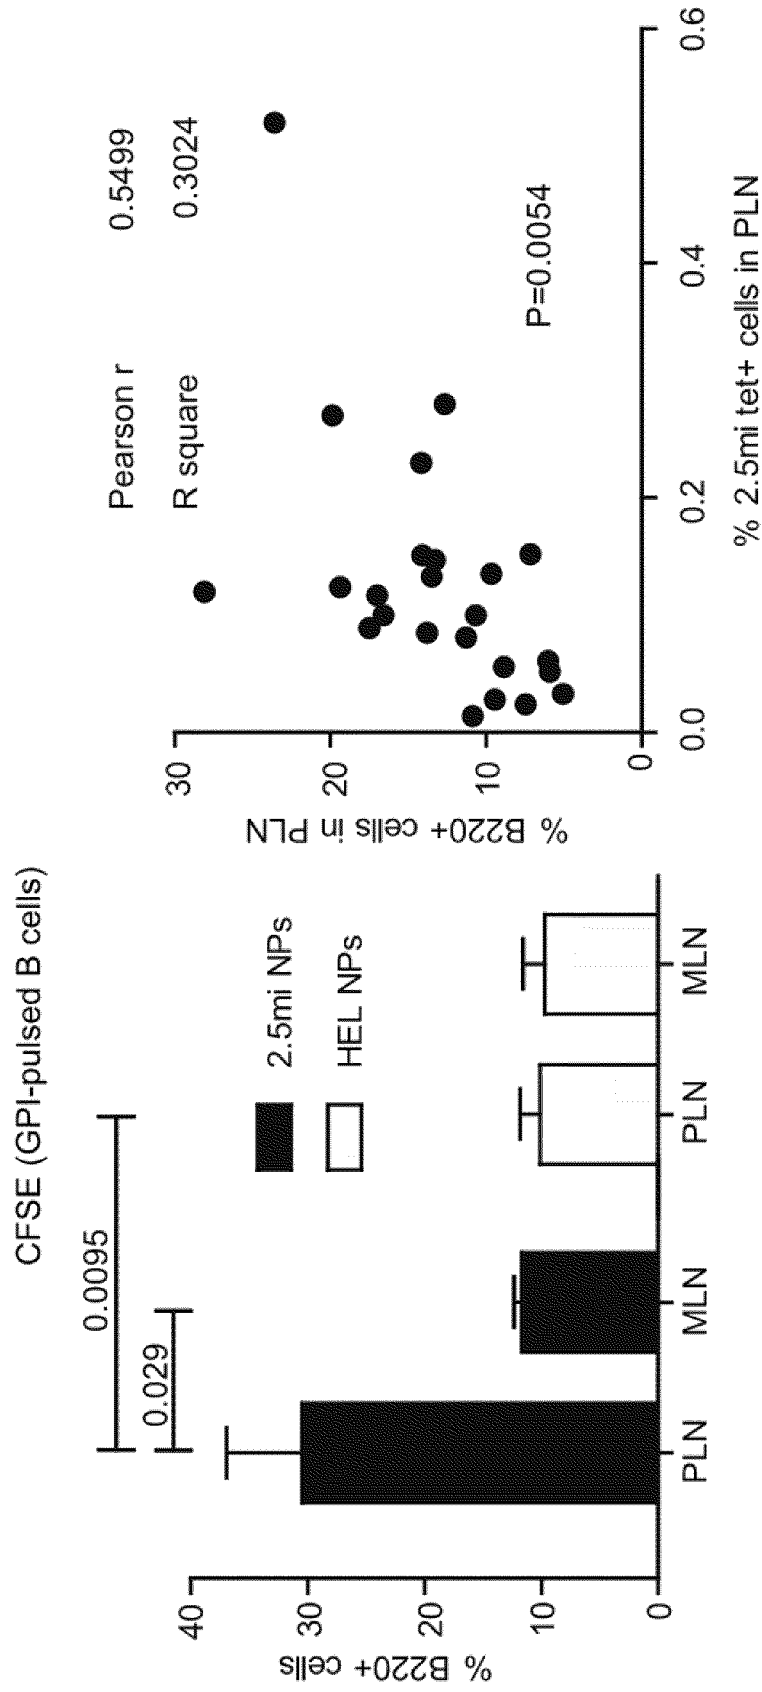 CFSE (GPI-pulsed B cells)
0.0095
0.029
2.5mi NPs
HEL NPs
% B220+ cells
40
30
20
10
0
PLN
MLN
PLN
MLN
Pearson r 0.5499
R square 0.3024
P=0.0054
% B220+ cells in PLN
30
20
10
0
0.0
0.2
0.4
0.6
% 2.5mi tet+ cells in PLN